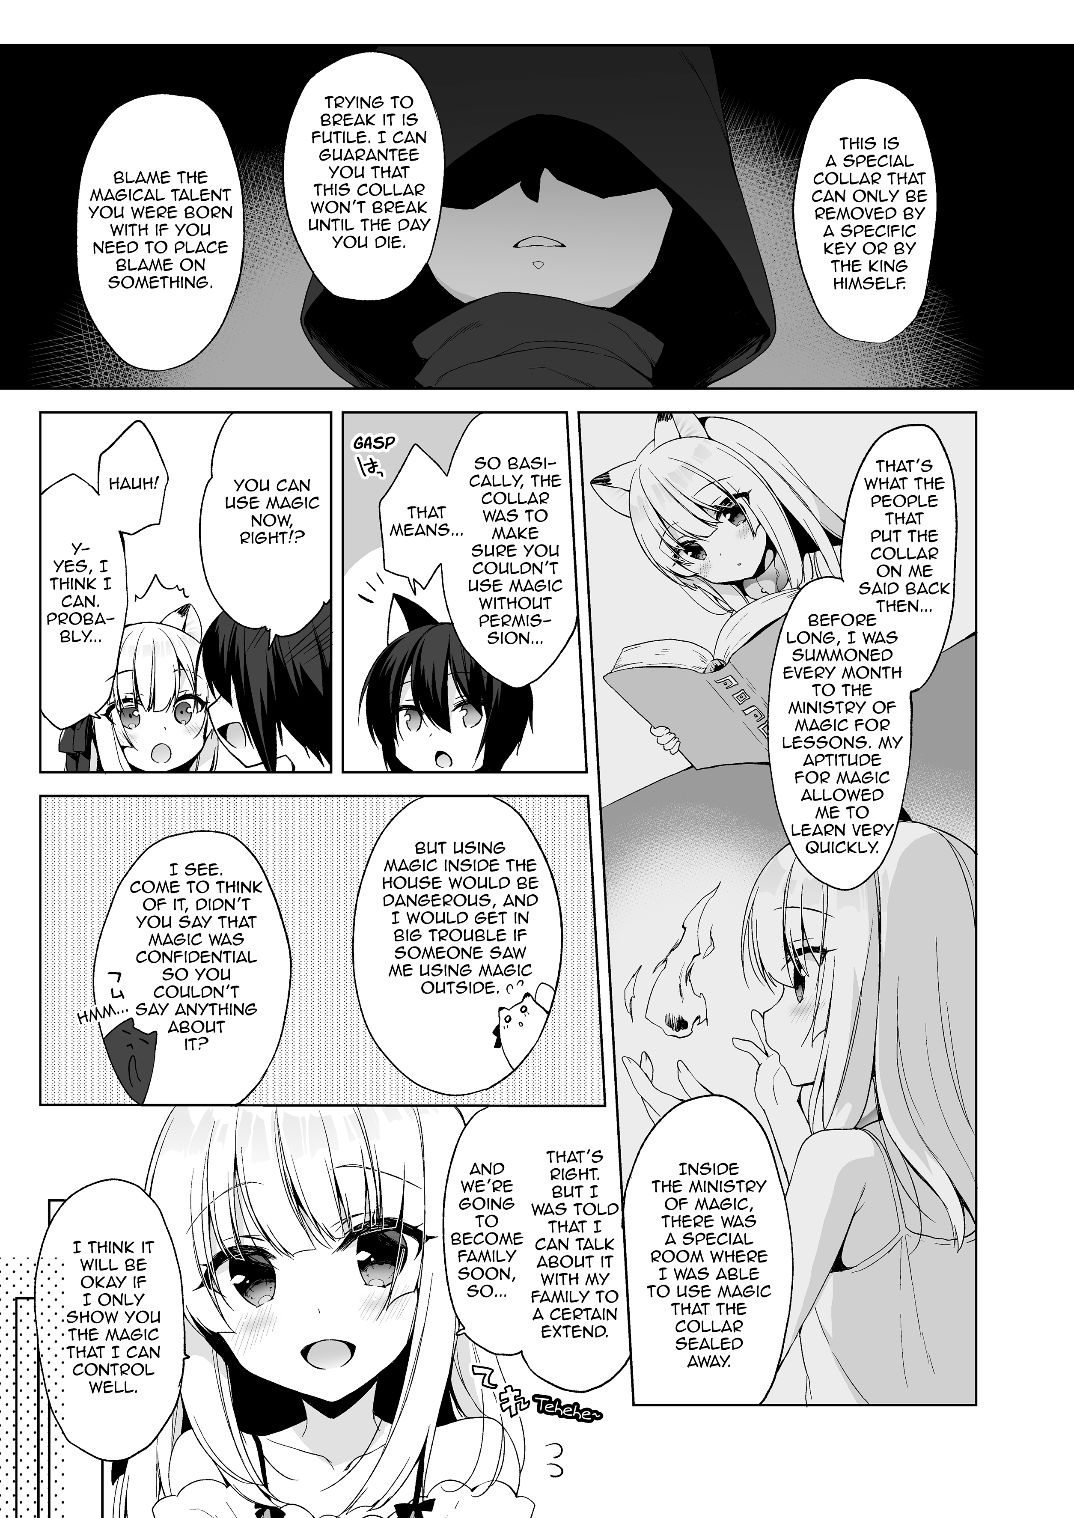 THIS IS
A SPECIAL
COLLAR THAT
CAN ONLY BE
REMOVED BY
A SPECIFIC
KEY OR BY
THE KING
HIMSELF.
TRYING TO
BREAK IT IS
FUTILE. I CAN
GUARANTEE
YOU THAT
THIS COLLAR
WON'T BREAK
UNTIL THE DAY
YOU DIE.
BLAME THE
MAGICAL TALENT
YOU WERE BORN
WITH IF YOU
NEED TO PLACE
BLAME ON
SOMETHING.
THAT'S
WHAT THE
PEOPLE
THAT
PUT THE
COLLAR
ON ME
SAID BACK
THEN...
BEFORE
LONG, I WAS
SUMMONED
EVERY MONTH
TO THE
MINISTRY OF
MAGIC FOR
LESSONS. MY
APTITUDE
FOR MAGIC
ALLOWED
ME TO
LEARN VERY
QUICKLY.
INSIDE
THE MINISTRY
OF MAGIC,
THERE WAS
A SPECIAL
ROOM WHERE
I WAS ABLE
TO USE MAGIC
THAT THE
COLLAR
SEALED
AWAY.
SO BASI-
CALLY, THE
COLLAR
WAS TO
MAKE
SURE YOU
COULDN'T
USE MAGIC
WITHOUT
PERMIS-
SION...
THAT
MEANS...
GASP
はっ
YOU CAN
USE MAGIC
NOW,
RIGHT!?
HAUH!
Y-
YES, I
THINK I
CAN.
PROBA-
BLY...
BUT USING
MAGIC INSIDE THE
HOUSE WOULD BE
DANGEROUS, AND
I WOULD GET IN
BIG TROUBLE IF
SOMEONE SAW
ME USING MAGIC
OUTSIDE.
I SEE.
COME TO THINK
OF IT, DIDN'T
YOU SAY THAT
MAGIC WAS
CONFIDENTIAL
SO YOU
COULDN'T
SAY ANYTHING
ABOUT
IT?
フム
HMM...
THAT'S
RIGHT.
BUT I
WAS TOLD
THAT I
CAN TALK
ABOUT IT
WITH MY
FAMILY TO
A CERTAIN
EXTEND.
AND
WE'RE
GOING
TO
BECOME
FAMILY
SOON,
SO...
Tehehe~
I THINK IT
WILL BE
OKAY IF
I ONLY
SHOW YOU
THE MAGIC
THAT I CAN
CONTROL
WELL.